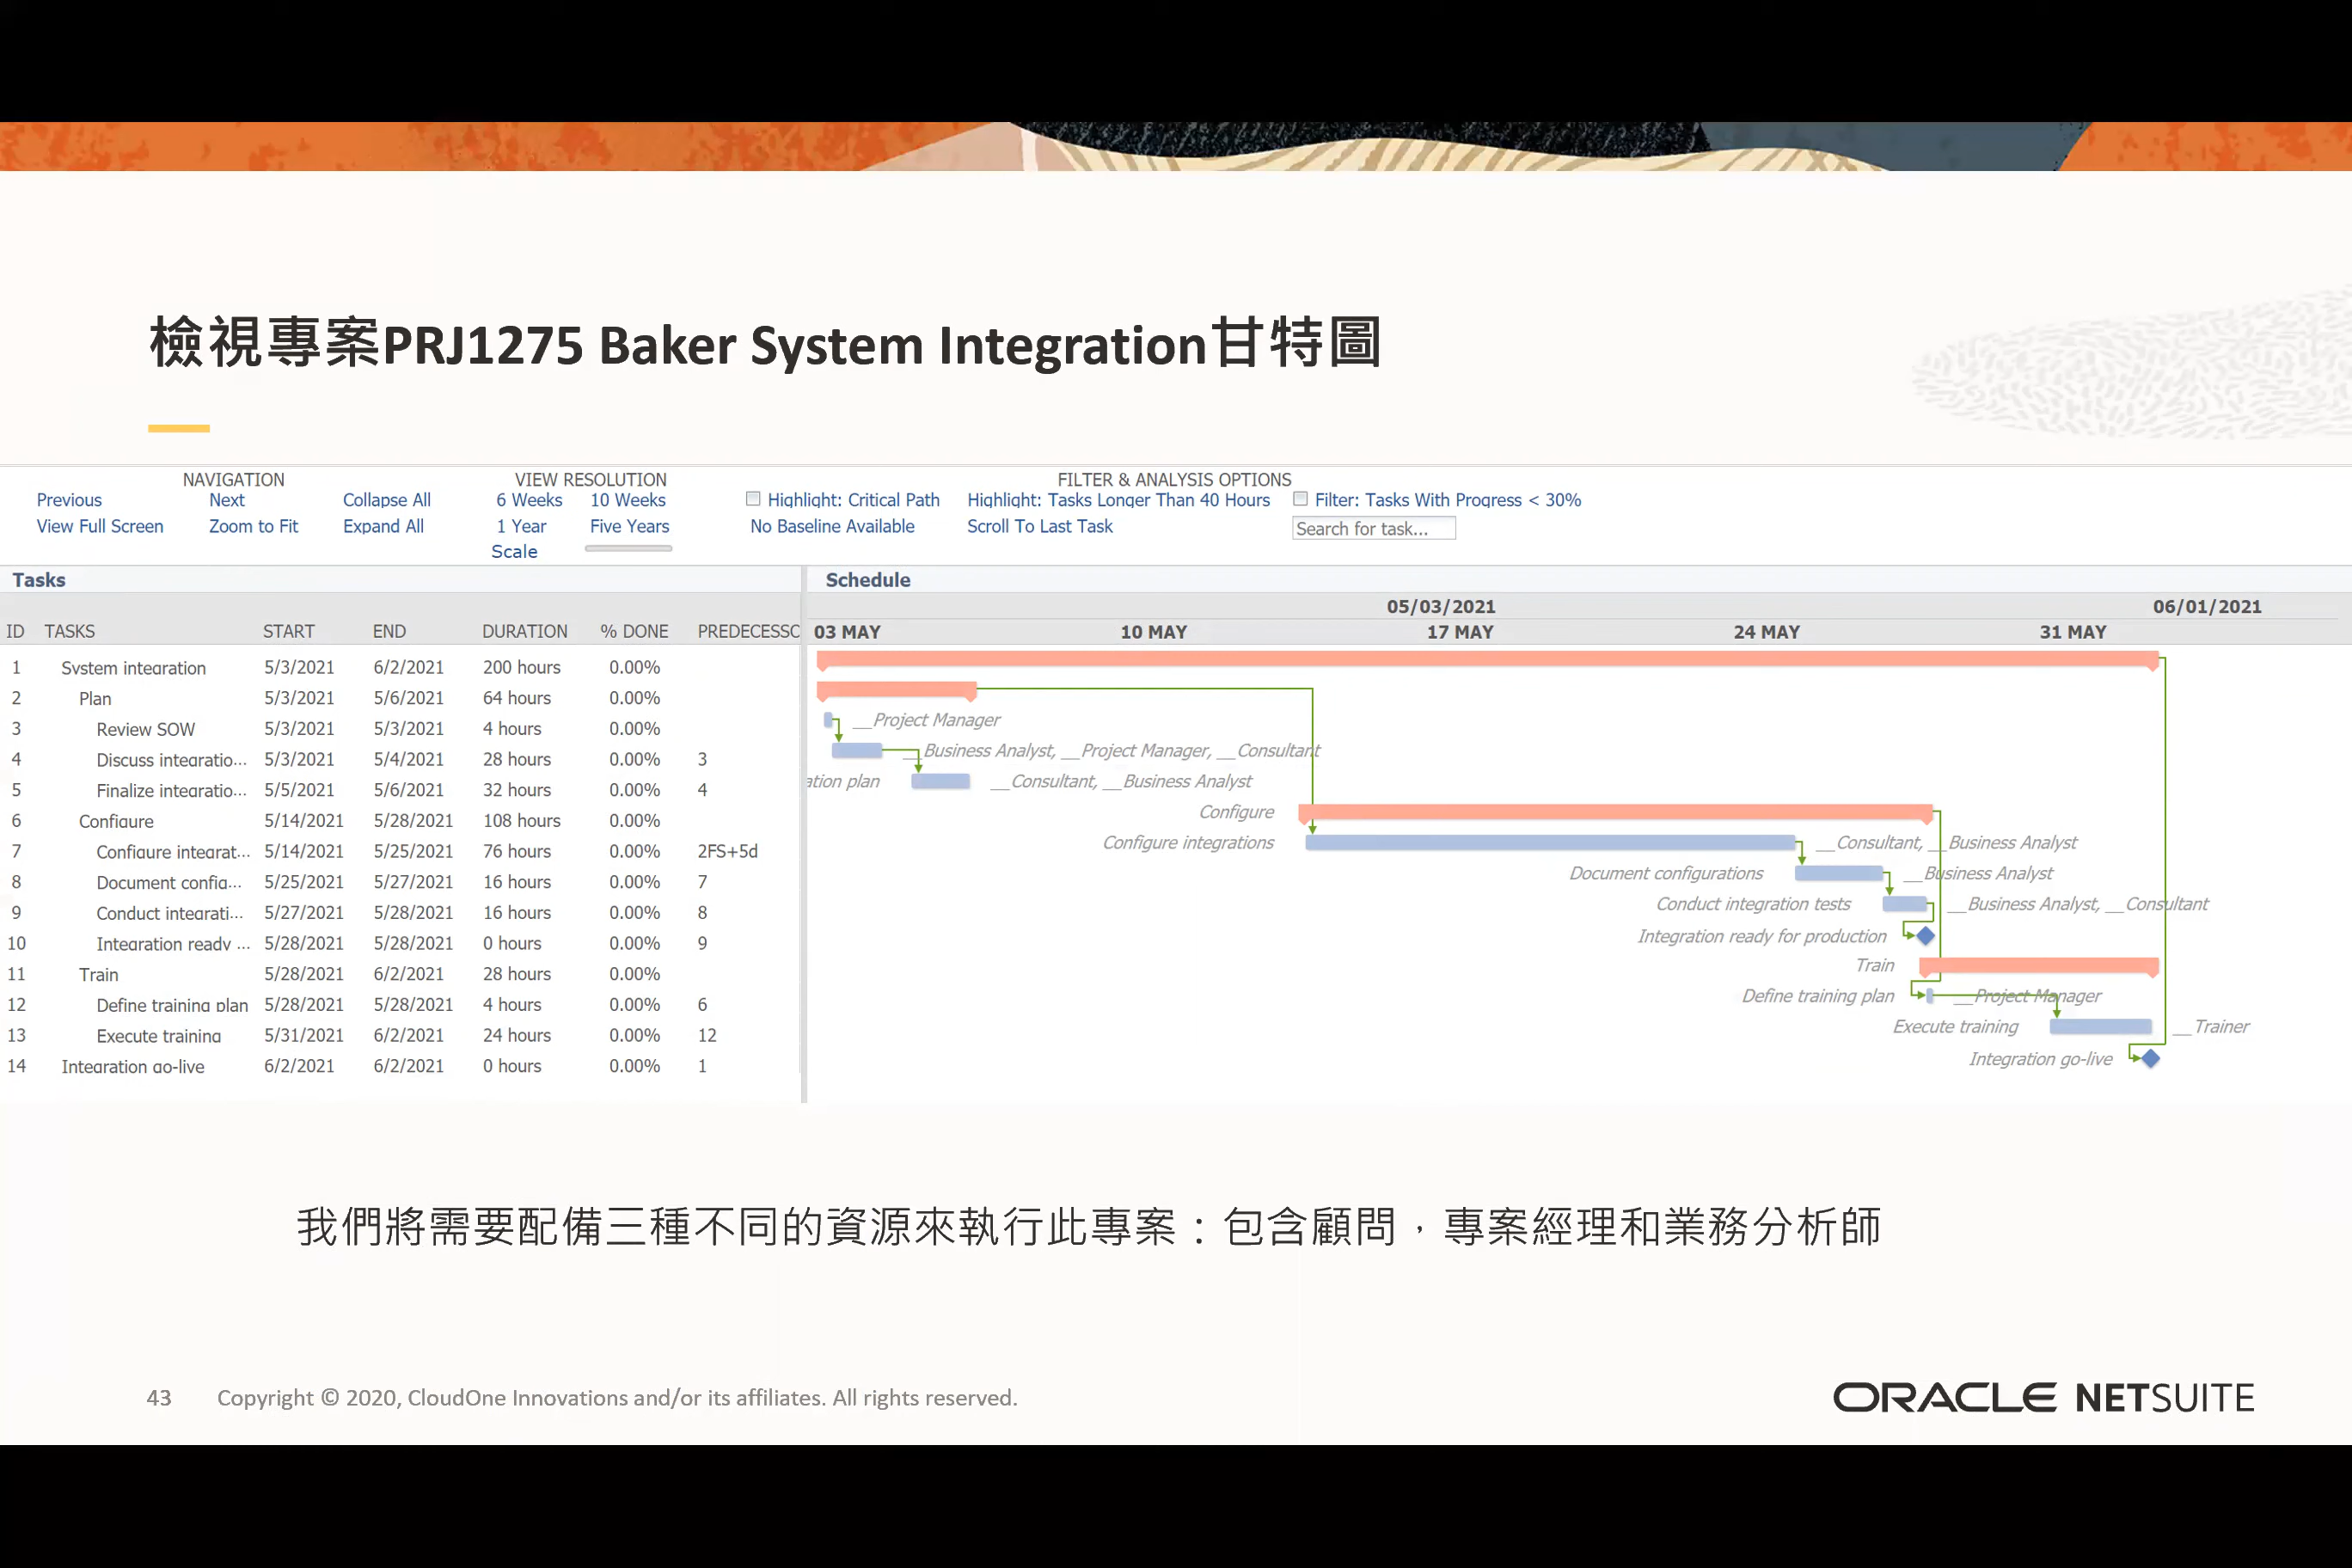 檢視專案PRJ1275 Baker System Integration甘特圖
NAVIGATION VIEW RESOLUTION FILTER & ANALYSIS OPTIONS
Previous Next Collapse All 6 Weeks 10 Weeks Highlight: Critical Path Highlight: Tasks Longer Than 40 Hours Filter: Tasks With Progress < 30%
View Full Screen Zoom to Fit Expand All 1 Year Five Years No Baseline Available Scroll To Last Task Search for task...
Scale
Tasks Schedule
05/03/2021 06/01/2021
ID TASKS START END DURATION % DONE PREDECESSO 03 MAY 10 MAY 17 MAY 24 MAY 31 MAY
1 System integration 5/3/2021 6/2/2021 200 hours 0.00%
2 Plan 5/3/2021 5/6/2021 64 hours 0.00%
3 Review SOW 5/3/2021 5/3/2021 4 hours 0.00% __Project Manager
4 Discuss integratio... 5/3/2021 5/4/2021 28 hours 0.00% 3 __Business Analyst, __Project Manager, __Consultant
5 Finalize integratio... 5/5/2021 5/6/2021 32 hours 0.00% 4 ation plan __Consultant, __Business Analyst
6 Configure 5/14/2021 5/28/2021 108 hours 0.00% Configure
7 Configure integrat... 5/14/2021 5/25/2021 76 hours 0.00% 2FS+5d Configure integrations __Consultant, __Business Analyst
8 Document config... 5/25/2021 5/27/2021 16 hours 0.00% 7 Document configurations __Business Analyst
9 Conduct integrati... 5/27/2021 5/28/2021 16 hours 0.00% 8 Conduct integration tests __Business Analyst, __Consultant
10 Integration ready ... 5/28/2021 5/28/2021 0 hours 0.00% 9 Integration ready for production
11 Train 5/28/2021 6/2/2021 28 hours 0.00% Train
12 Define training plan 5/28/2021 5/28/2021 4 hours 0.00% 6 Define training plan __Project Manager
13 Execute training 5/31/2021 6/2/2021 24 hours 0.00% 12 Execute training __Trainer
14 Integration go-live 6/2/2021 6/2/2021 0 hours 0.00% 1 Integration go-live
我們將需要配備三種不同的資源來執行此專案：包含顧問，專案經理和業務分析師
43 Copyright © 2020, CloudOne Innovations and/or its affiliates. All rights reserved.
ORACLE NETSUITE